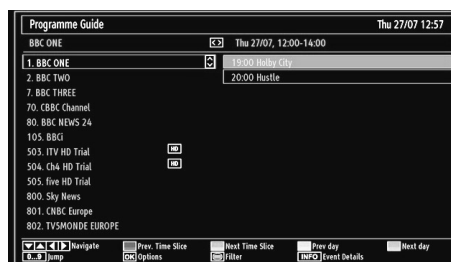 Programme Guide Thu 27/07 12:57
BBC ONE Thu 27/07, 12:00-14:00
1. BBC ONE 19:00 Holby City
2. BBC TWO 20:00 Hustle
7. BBC THREE
70. CBBC Channel
80. BBC NEWS 24
105. BBCi
503. ITV HD Trial HD
504. Ch4 HD Trial HD
505. five HD Trial
800. Sky News
801. CNBC Europe
802. TV5MONDE EUROPE
Navigate Prev. Time Slice Next Time Slice Prev day Next day
0...9 Jump OK Options Filter INFO Event Details